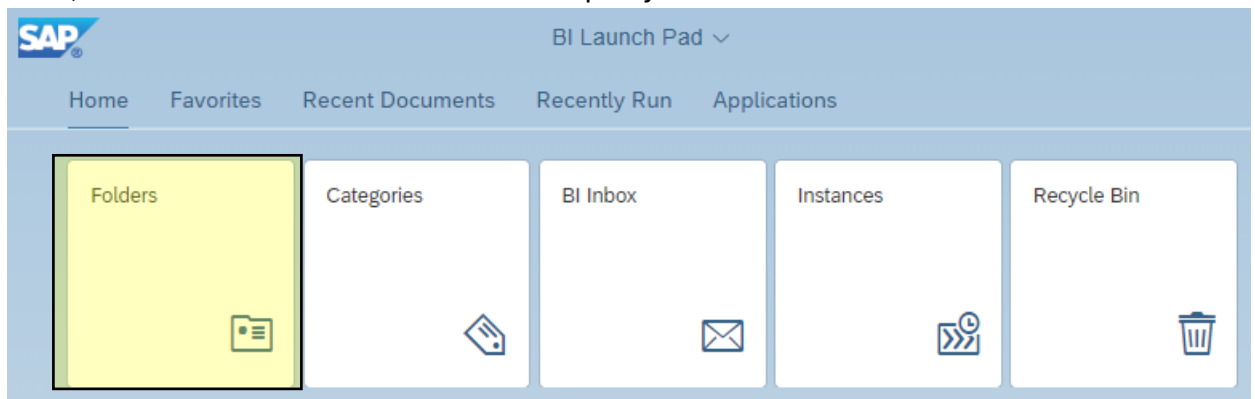 SAP®
BI Launch Pad
Home Favorites Recent Documents Recently Run Applications
Folders Categories BI Inbox Instances Recycle Bin